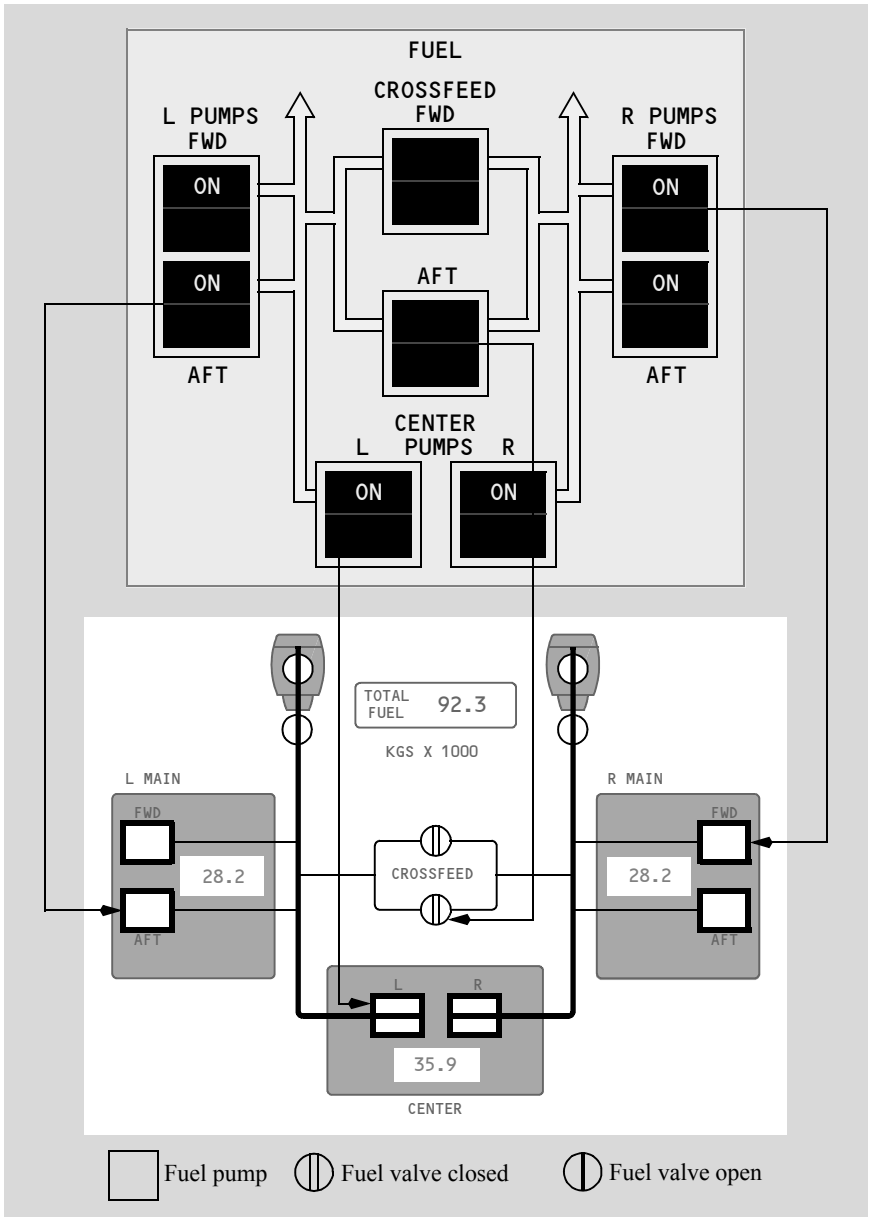 FUEL
CROSSFEED
FWD
L PUMPS
FWD
R PUMPS
FWD
ON
ON
ON
ON
AFT
AFT
AFT
CENTER
L PUMPS R
ON
ON
TOTAL
FUEL
92.3
KGS X 1000
L MAIN
R MAIN
FWD
FWD
28.2
CROSSFEED
28.2
AFT
AFT
L
R
35.9
CENTER
Fuel pump
Fuel valve closed
Fuel valve open